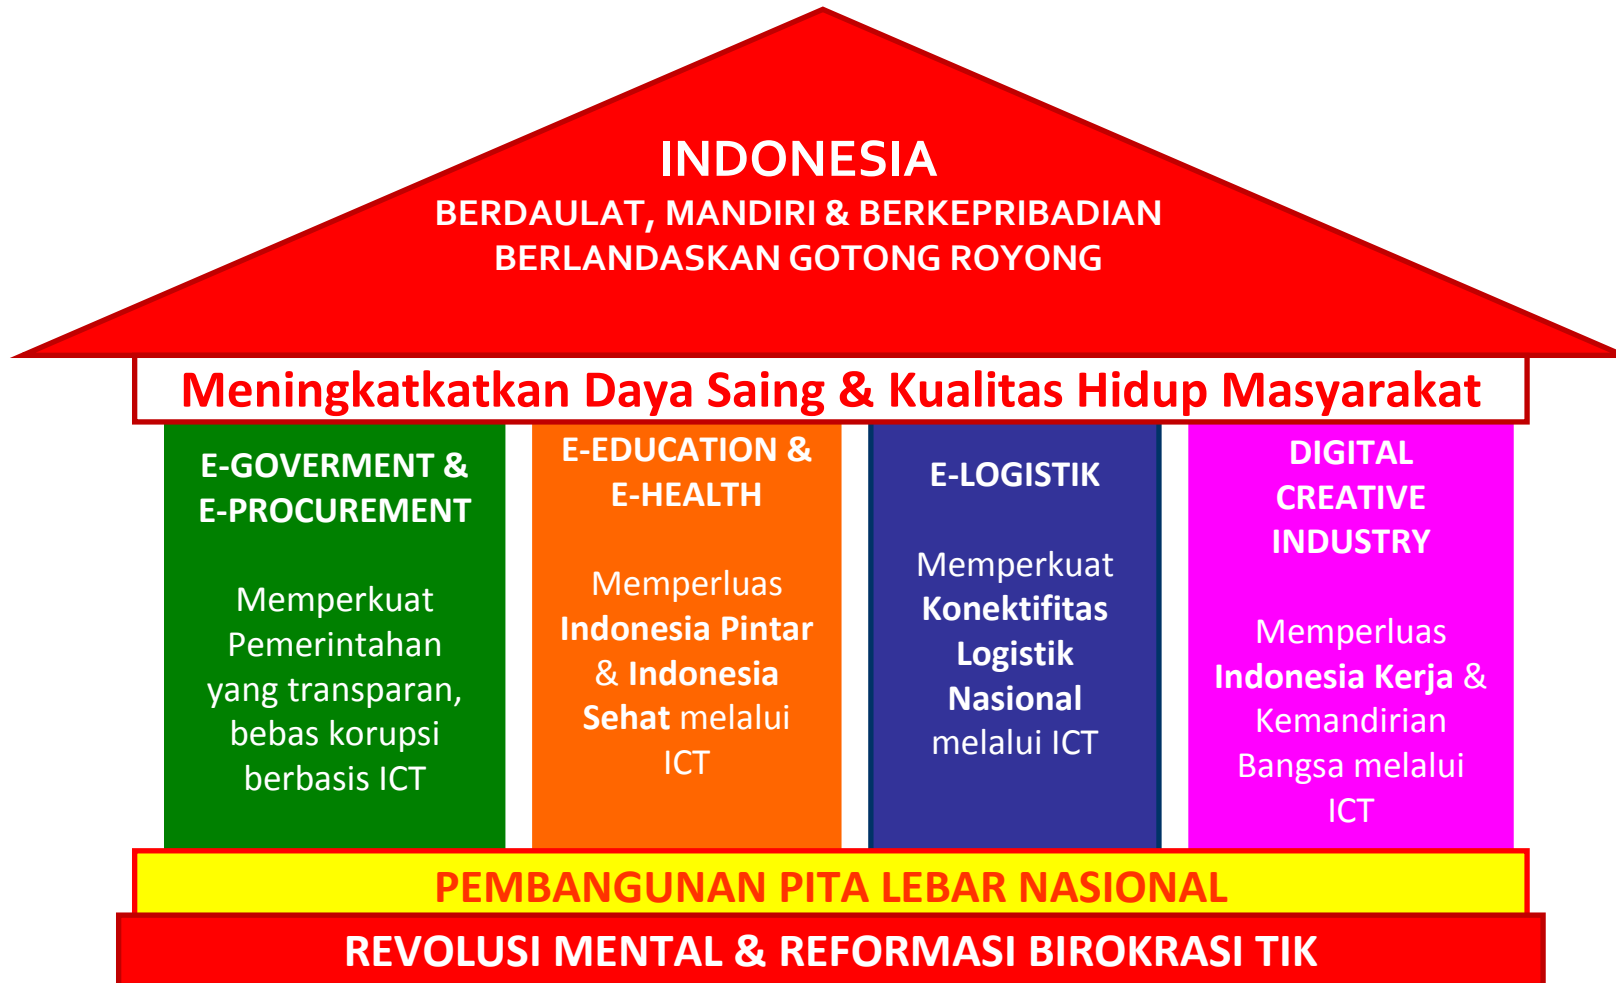 INDONESIA
BERDAULAT, MANDIRI & BERKEPRIBADIAN
BERLANDASKAN GOTONG ROYONG
Meningkatkatkan Daya Saing & Kualitas Hidup Masyarakat
E-GOVERMENT &
E-PROCUREMENT
Memperkuat
Pemerintahan
yang transparan,
bebas korupsi
berbasis ICT
E-EDUCATION &
E-HEALTH
Memperluas
Indonesia Pintar
& Indonesia
Sehat melalui
ICT
E-LOGISTIK
Memperkuat
Konektifitas
Logistik
Nasional
melalui ICT
DIGITAL
CREATIVE
INDUSTRY
Memperluas
Indonesia Kerja &
Kemandirian
Bangsa melalui
ICT
PEMBANGUNAN PITA LEBAR NASIONAL
REVOLUSI MENTAL & REFORMASI BIROKRASI TIK